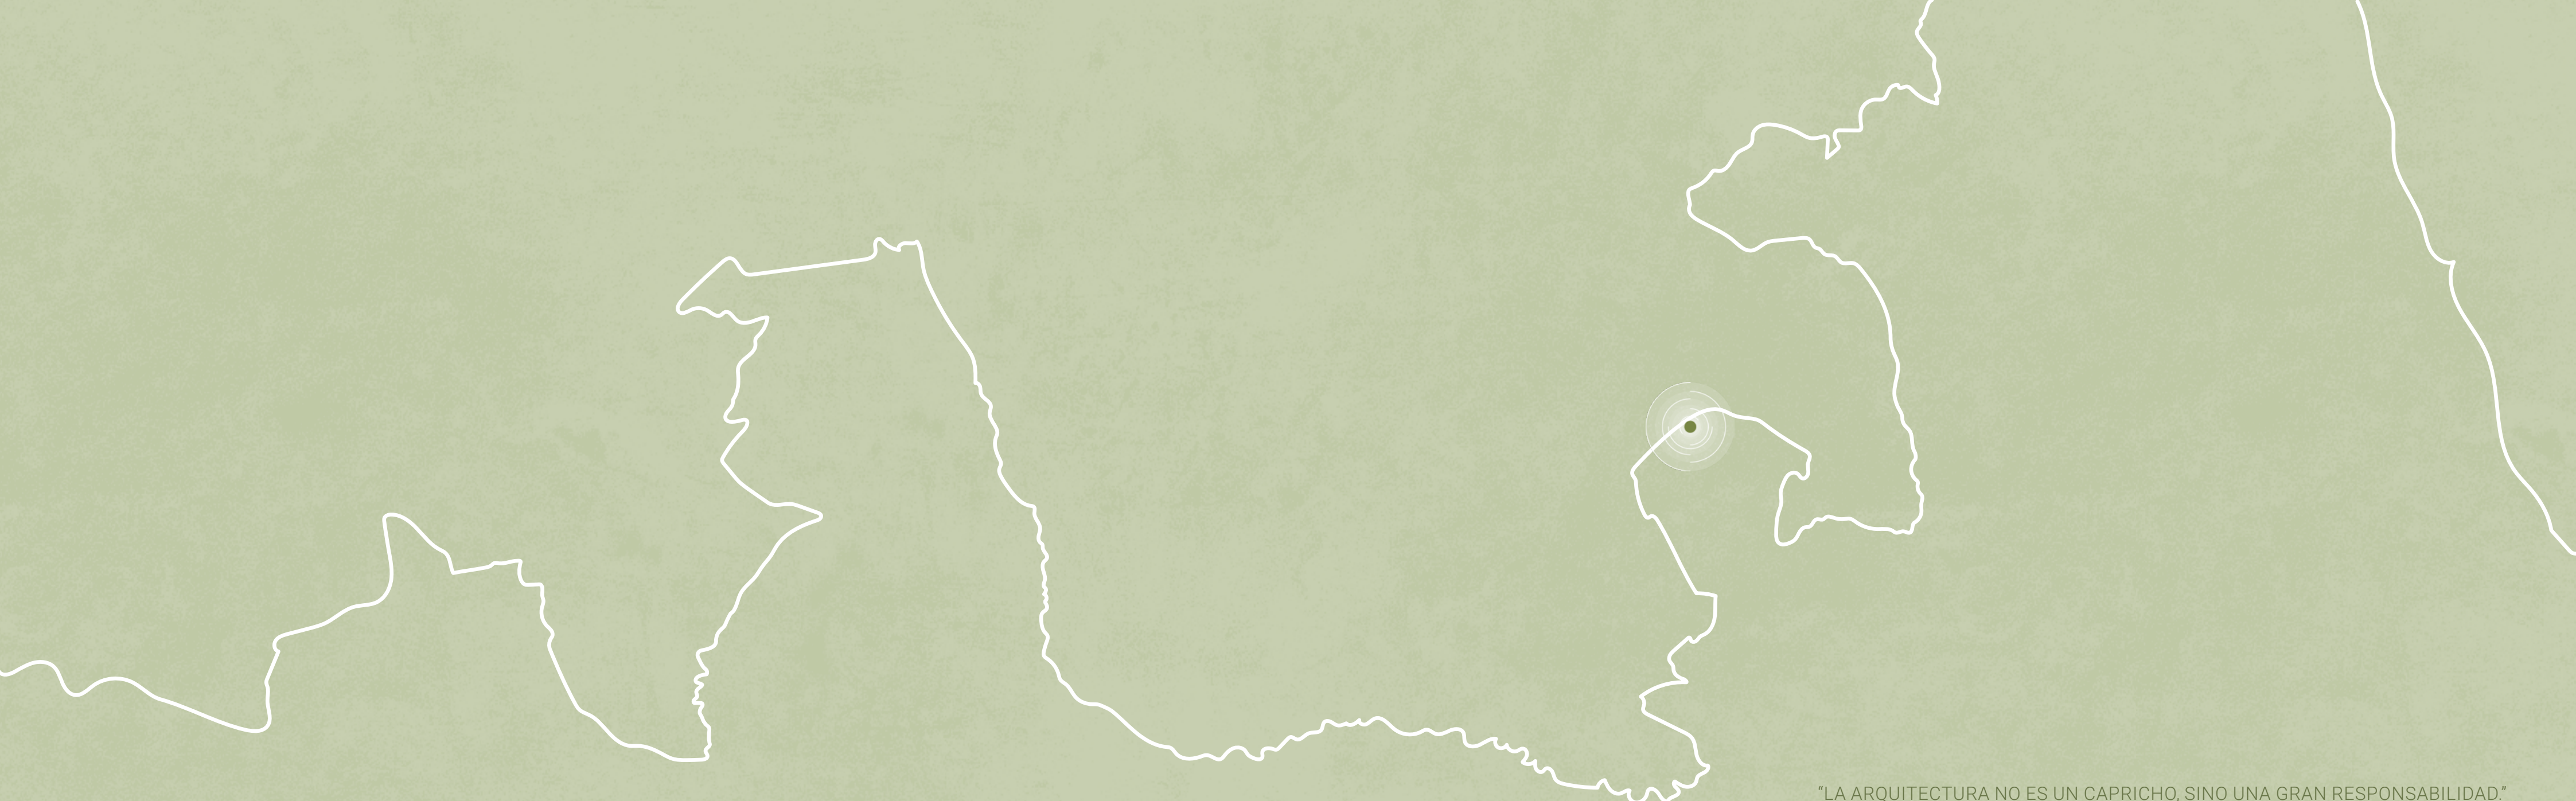 “LA ARQUITECTURA NO ES UN CAPRICHO, SINO UNA GRAN RESPONSABILIDAD.”